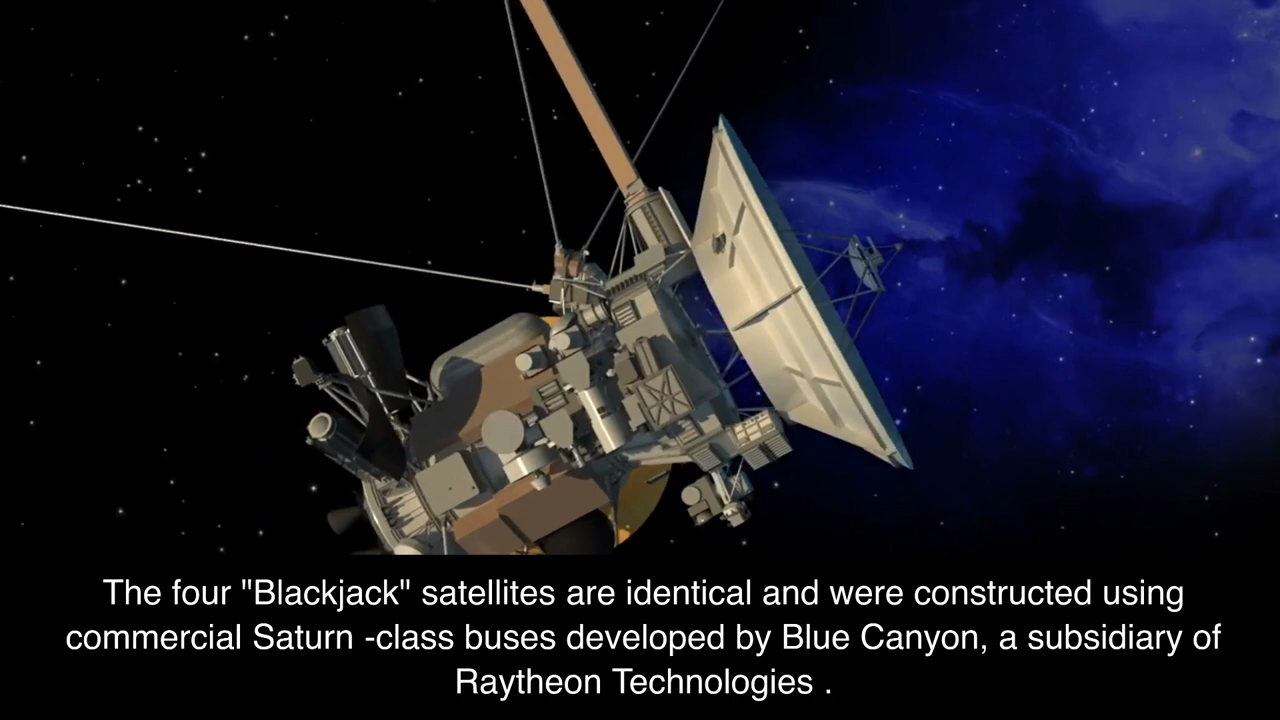 The four "Blackjack" satellites are identical and were constructed using
commercial Saturn -class buses developed by Blue Canyon, a subsidiary of
Raytheon Technologies .